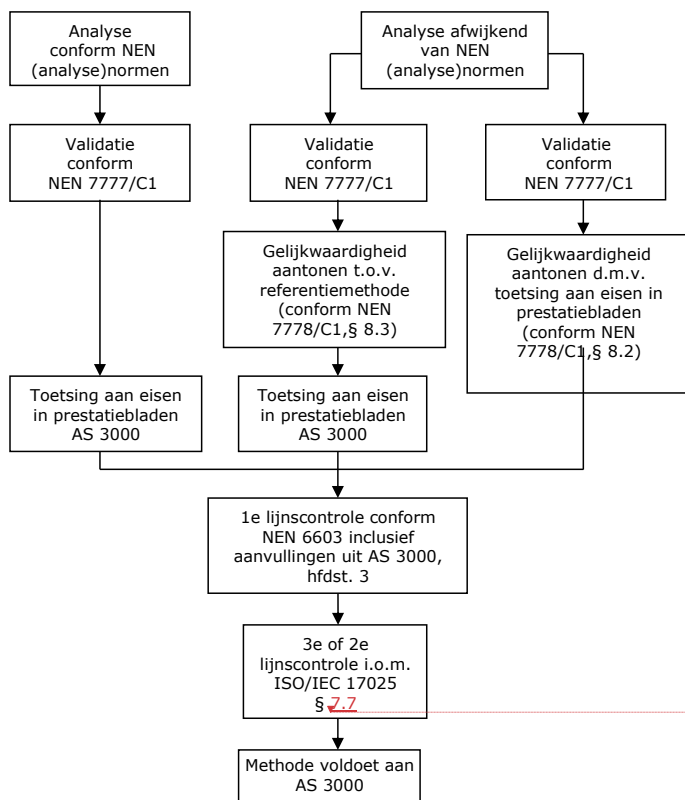 Analyse
conform NEN
(analyse)normen
Analyse afwijkend
van NEN
(analyse)normen
Validatie
conform
NEN 7777/C1
Validatie
conform
NEN 7777/C1
Validatie
conform
NEN 7777/C1
Gelijkwaardigheid
aantonen t.o.v.
referentiemethode
(conform NEN
7778/C1,§ 8.3)
Gelijkwaardigheid
aantonen d.m.v.
toetsing aan eisen in
prestatiebladen
(conform NEN
7778/C1,§ 8.2)
Toetsing aan eisen
in prestatiebladen
AS 3000
Toetsing aan eisen
in prestatiebladen
AS 3000
1e lijnscontrole conform
NEN 6603 inclusief
aanvullingen uit AS 3000,
hfdst. 3
3e of 2e
lijnscontrole i.o.m.
ISO/IEC 17025
§ 7.7
Methode voldoet aan
AS 3000